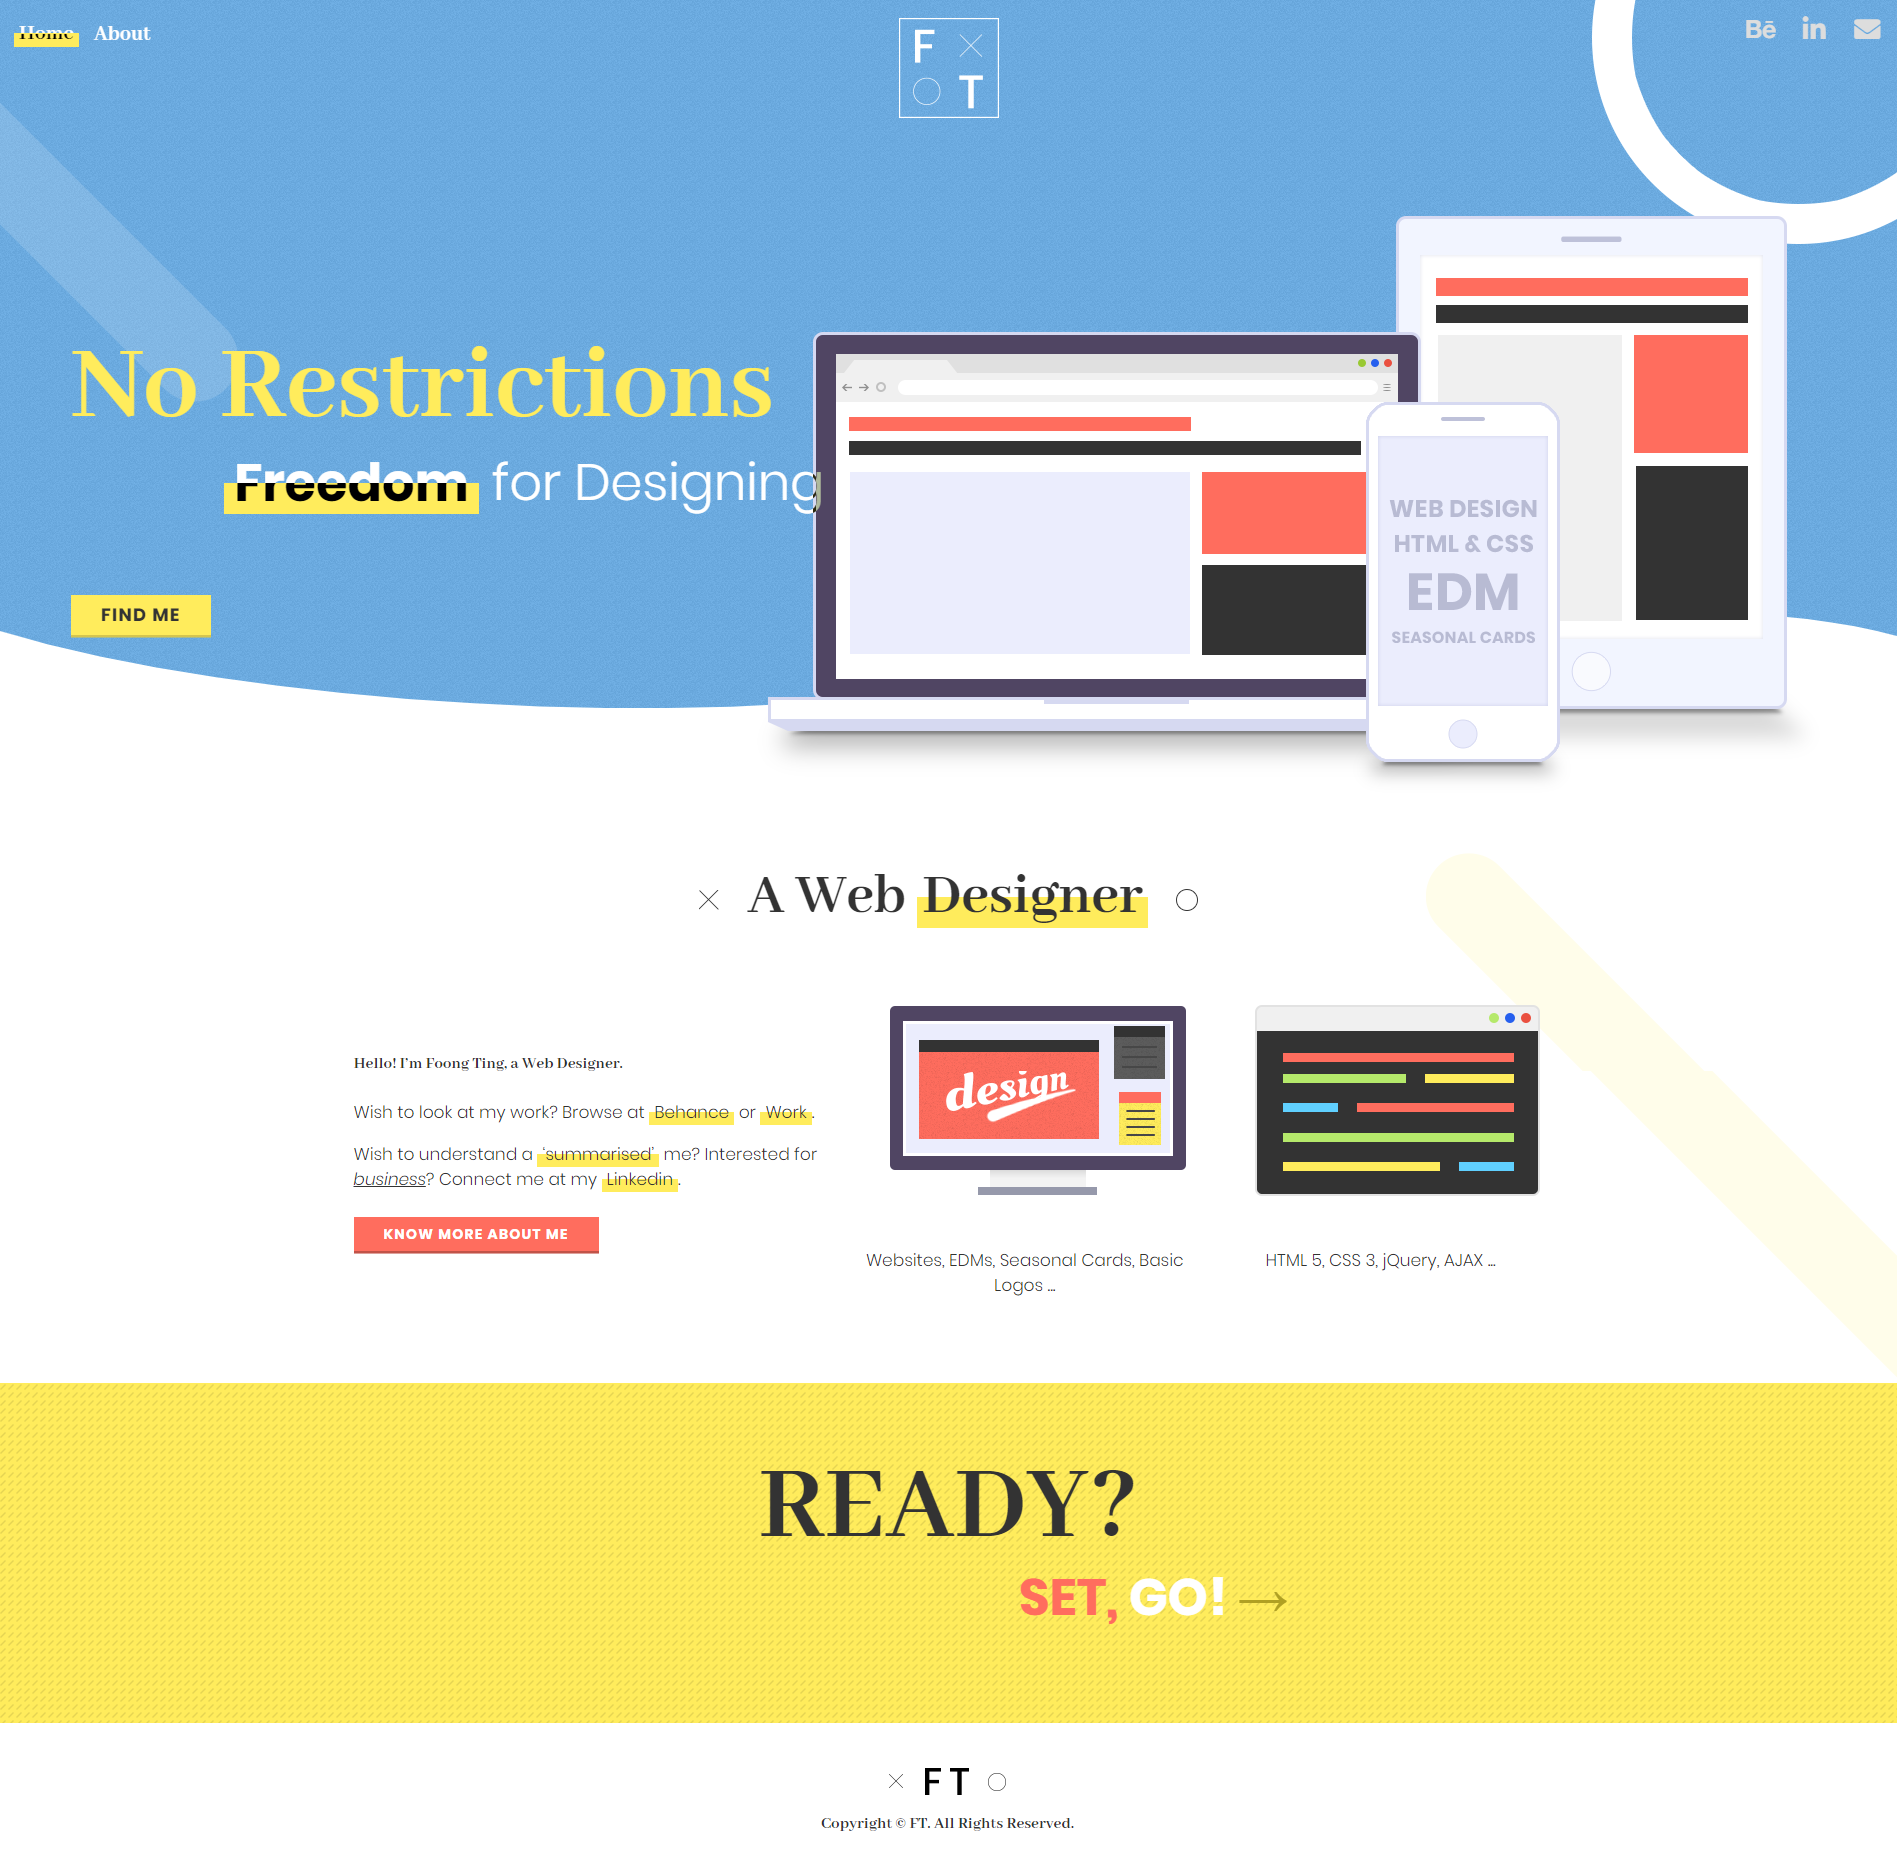 Home About
F
T
Bē in
No Restrictions
Freedom for Designing
FIND ME
WEB DESIGN
HTML & CSS
EDM
SEASONAL CARDS
A Web Designer
design
Hello! I'm Foong Ting, a Web Designer.
Wish to look at my work? Browse at Behance or Work.
Wish to understand a 'summarised' me? Interested for
business? Connect me at my Linkedin.
KNOW MORE ABOUT ME
Websites, EDMs, Seasonal Cards, Basic
Logos ...
HTML 5, CSS 3, jQuery, AJAX ...
READY?
SET, GO! →
FT
Copyright © FT. All Rights Reserved.